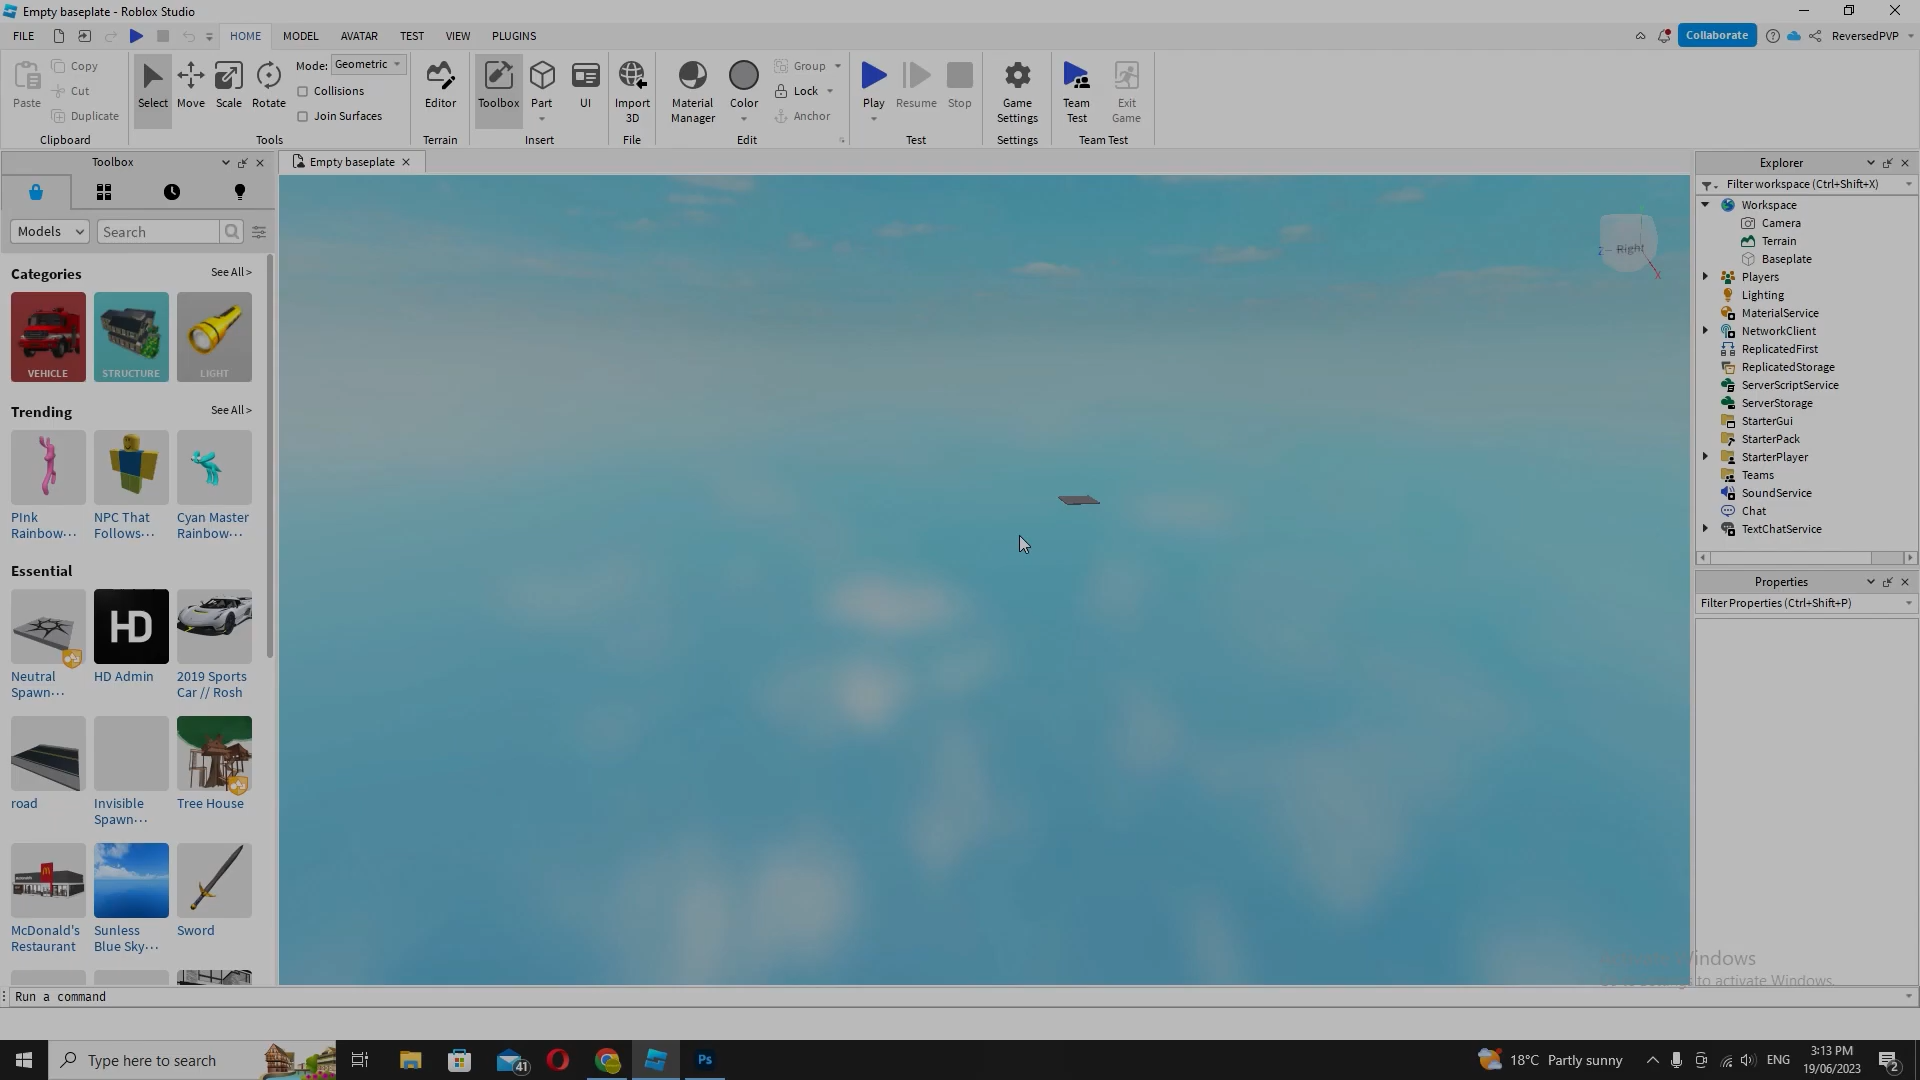 Empty baseplate - Roblox Studio
FILE HOME MODEL AVATAR TEST VIEW PLUGINS Collaborate ReversedPVP
Paste Copy Cut Duplicate
Clipboard
Select Move Scale Rotate
Mode: Geometric
Collisions
Join Surfaces
Tools
Editor
Terrain
Toolbox Part UI
Insert
Import
3D
File
Material
Manager
Color
Group
Lock
Anchor
Edit
Play Resume Stop
Test
Game
Settings
Settings
Team
Test
Exit
Game
Team Test
Toolbox
Models
Search
Categories See All >
VEHICLE STRUCTURE LIGHT
Trending See All >
PInk
Rainbow···
NPC That
Follows···
Cyan Master
Rainbow···
Essential
HD
Neutral
Spawn···
HD Admin
2019 Sports
Car // Rosh
road
Invisible
Spawn···
Tree House
McDonald's
Restaurant
Sunless
Blue Sky···
Sword
Empty baseplate
Right
Z
X
Explorer
Filter workspace (Ctrl+Shift+X)
Workspace
Camera
Terrain
Baseplate
Players
Lighting
MaterialService
NetworkClient
ReplicatedFirst
ReplicatedStorage
ServerScriptService
ServerStorage
StarterGui
StarterPack
StarterPlayer
Teams
SoundService
Chat
TextChatService
Properties
Filter Properties (Ctrl+Shift+P)
Activate Windows
Go to Settings to activate Windows.
Run a command
Type here to search
41
Ps
18°C Partly sunny
ENG
3:13 PM
19/06/2023
2